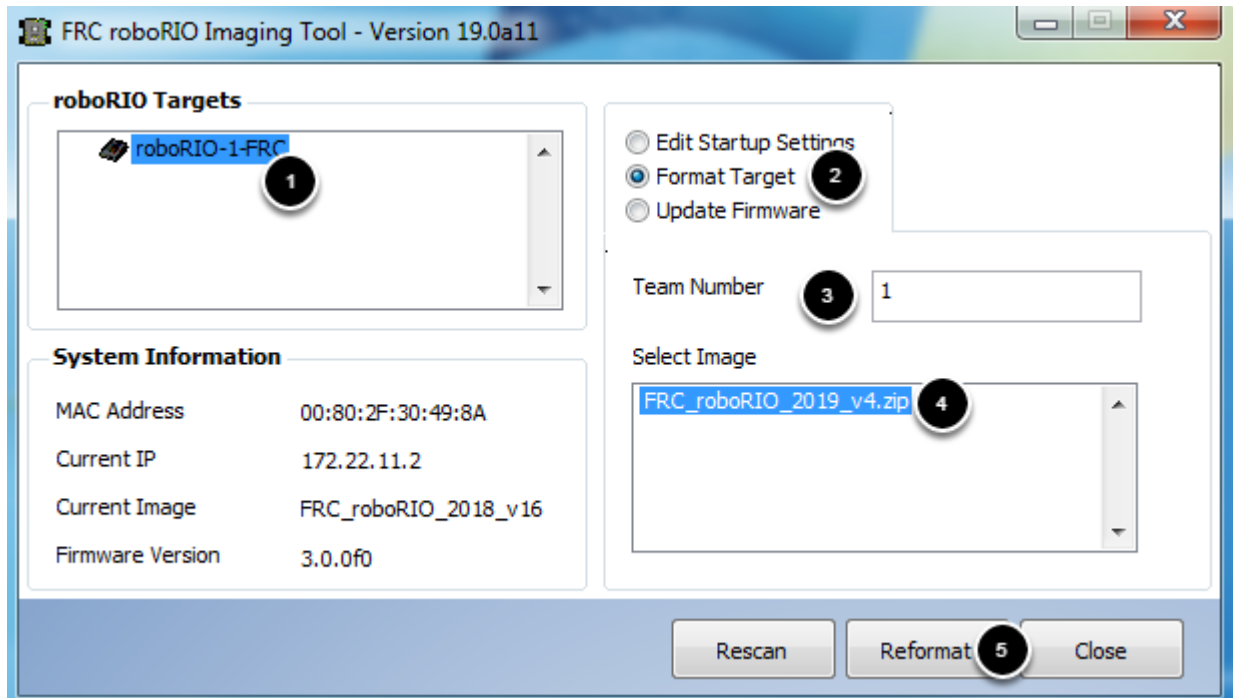 FRC roboRIO Imaging Tool - Version 19.0a11
roboRIO Targets
roboRIO-1-FRC
1
Edit Startup Settings
Format Target
2
Update Firmware
Team Number
3
1
Select Image
FRC_roboRIO_2019_v4.zip
4
System Information
MAC Address 00:80:2F:30:49:8A
Current IP 172.22.11.2
Current Image FRC_roboRIO_2018_v16
Firmware Version 3.0.0f0
Rescan
Reformat
5
Close